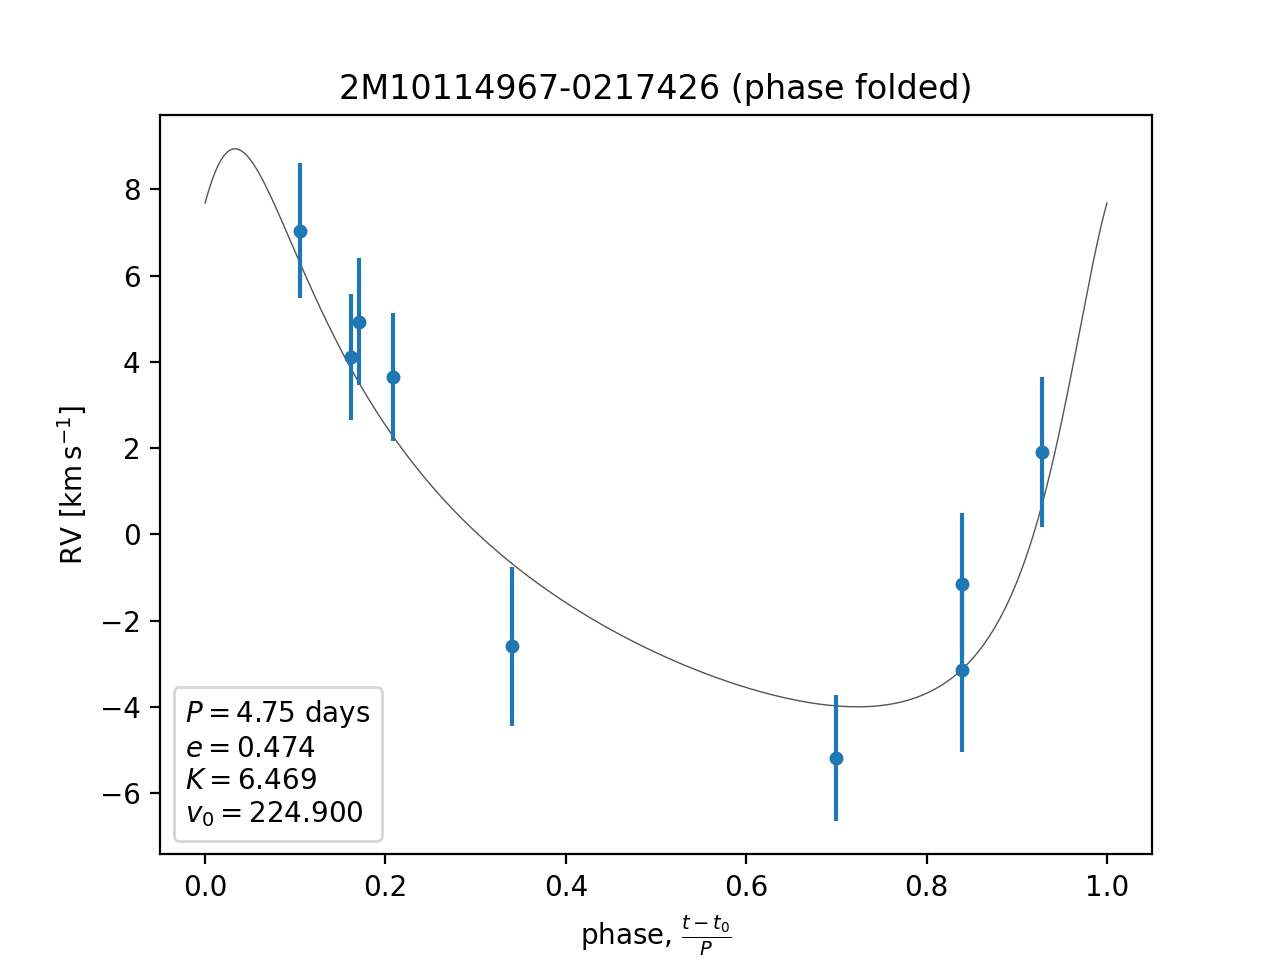 2M10114967-0217426 (phase folded)
RV [km s⁻¹]
8
6
4
2
0
−2
−4
−6
P = 4.75 days
e = 0.474
K = 6.469
v₀ = 224.900
0.0 0.2 0.4 0.6 0.8 1.0
phase, (t − t₀)/P